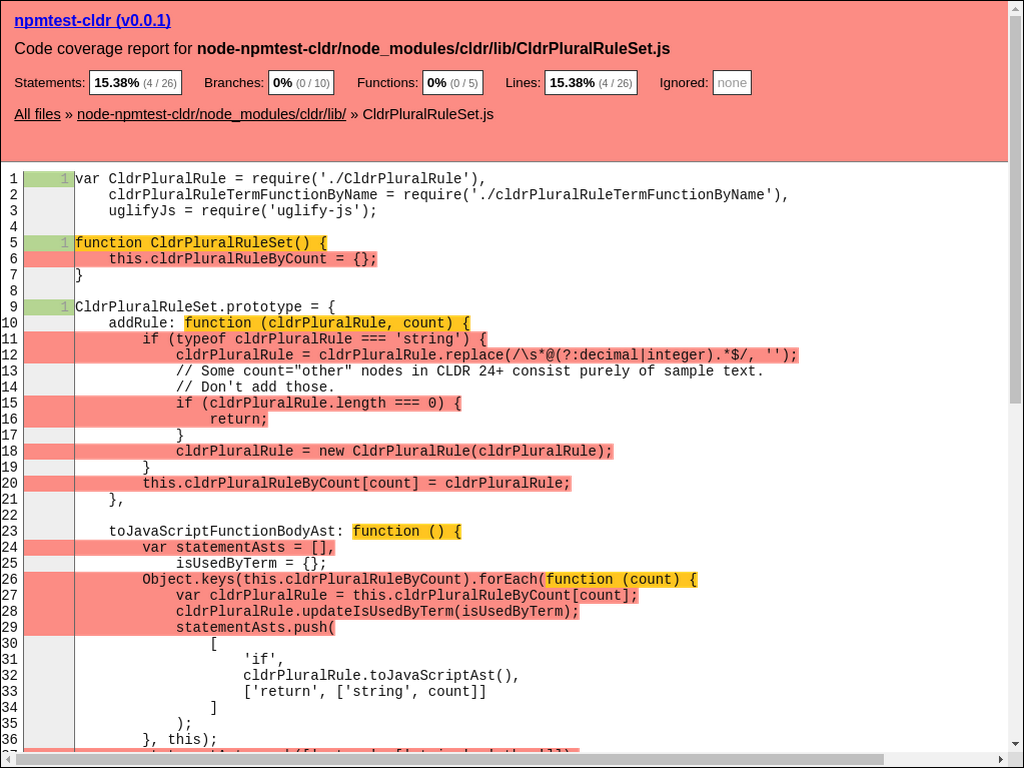 npmtest-cldr (v0.0.1)
Code coverage report for node-npmtest-cldr/node_modules/cldr/lib/CldrPluralRuleSet.js
Statements: 15.38% (4 / 26) Branches: 0% (0 / 10) Functions: 0% (0 / 5) Lines: 15.38% (4 / 26) Ignored: none
All files » node-npmtest-cldr/node_modules/cldr/lib/ » CldrPluralRuleSet.js
1 1 var CldrPluralRule = require('./CldrPluralRule'),
2 cldrPluralRuleTermFunctionByName = require('./cldrPluralRuleTermFunctionByName'),
3 uglifyJs = require('uglify-js');
4
5 1 function CldrPluralRuleSet() {
6 this.cldrPluralRuleByCount = {};
7 }
8
9 1 CldrPluralRuleSet.prototype = {
10 addRule: function (cldrPluralRule, count) {
11 if (typeof cldrPluralRule === 'string') {
12 cldrPluralRule = cldrPluralRule.replace(/\s*@(?:decimal|integer).*$/, '');
13 // Some count="other" nodes in CLDR 24+ consist purely of sample text.
14 // Don't add those.
15 if (cldrPluralRule.length === 0) {
16 return;
17 }
18 cldrPluralRule = new CldrPluralRule(cldrPluralRule);
19 }
20 this.cldrPluralRuleByCount[count] = cldrPluralRule;
21 },
22
23 toJavaScriptFunctionBodyAst: function () {
24 var statementAsts = [],
25 isUsedByTerm = {};
26 Object.keys(this.cldrPluralRuleByCount).forEach(function (count) {
27 var cldrPluralRule = this.cldrPluralRuleByCount[count];
28 cldrPluralRule.updateIsUsedByTerm(isUsedByTerm);
29 statementAsts.push(
30 [
31 'if',
32 cldrPluralRule.toJavaScriptAst(),
33 ['return', ['string', count]]
34 ]
35 );
36 }, this);